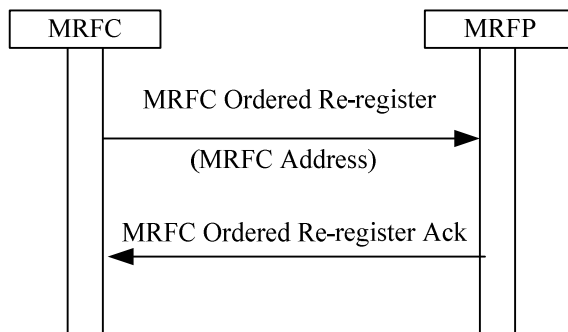 MRFC
MRFP
MRFC Ordered Re-register
(MRFC Address)
MRFC Ordered Re-register Ack